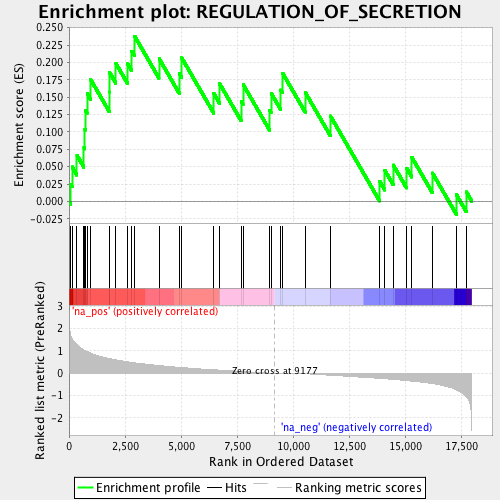 Enrichment plot: REGULATION_OF_SECRETION
Enrichment score (ES)
0.250
0.225
0.200
0.175
0.150
0.125
0.100
0.075
0.050
0.025
0.000
-0.025
'na_pos' (positively correlated)
Ranked list metric (PreRanked)
3
2
1
0
-1
-2
Zero cross at 9177
'na_neg' (negatively correlated)
0
2,500
5,000
7,500
10,000
12,500
15,000
17,500
Rank in Ordered Dataset
Enrichment profile
Hits
Ranking metric scores